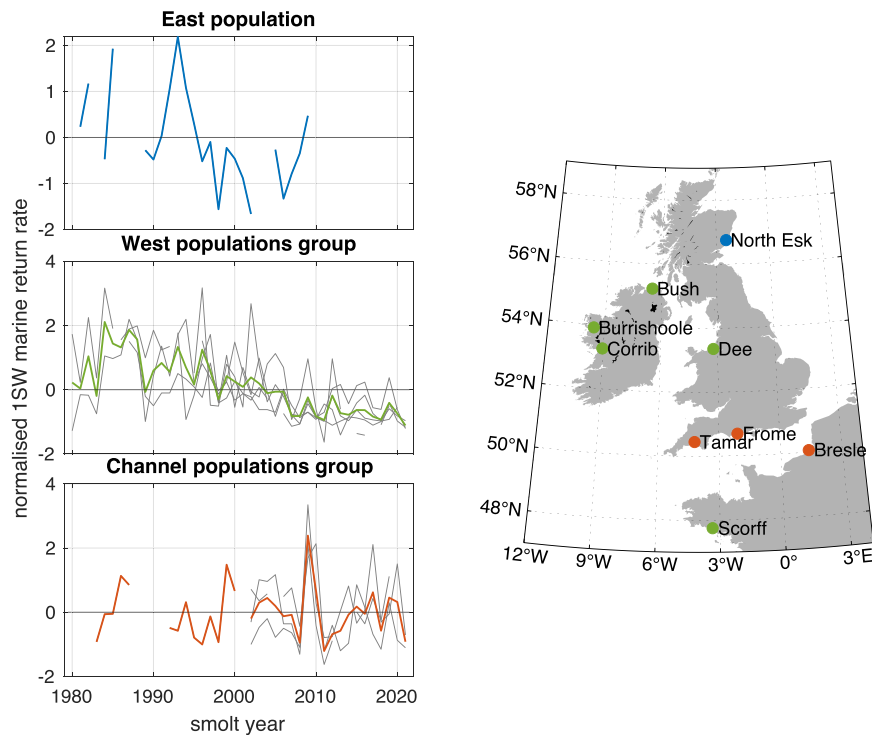 East population
2
1
0
-1
-2
West populations group
4
2
0
-2
Channel populations group
4
2
0
-2
1980 1990 2000 2010 2020
smolt year
normalised 1SW marine return rate
58°N
56°N
54°N
52°N
50°N
48°N
12°W 9°W 6°W 3°W 0° 3°E
North Esk
Bush
Burrishoole
Corrib
Dee
Frome
Tamar
Bresle
Scorff